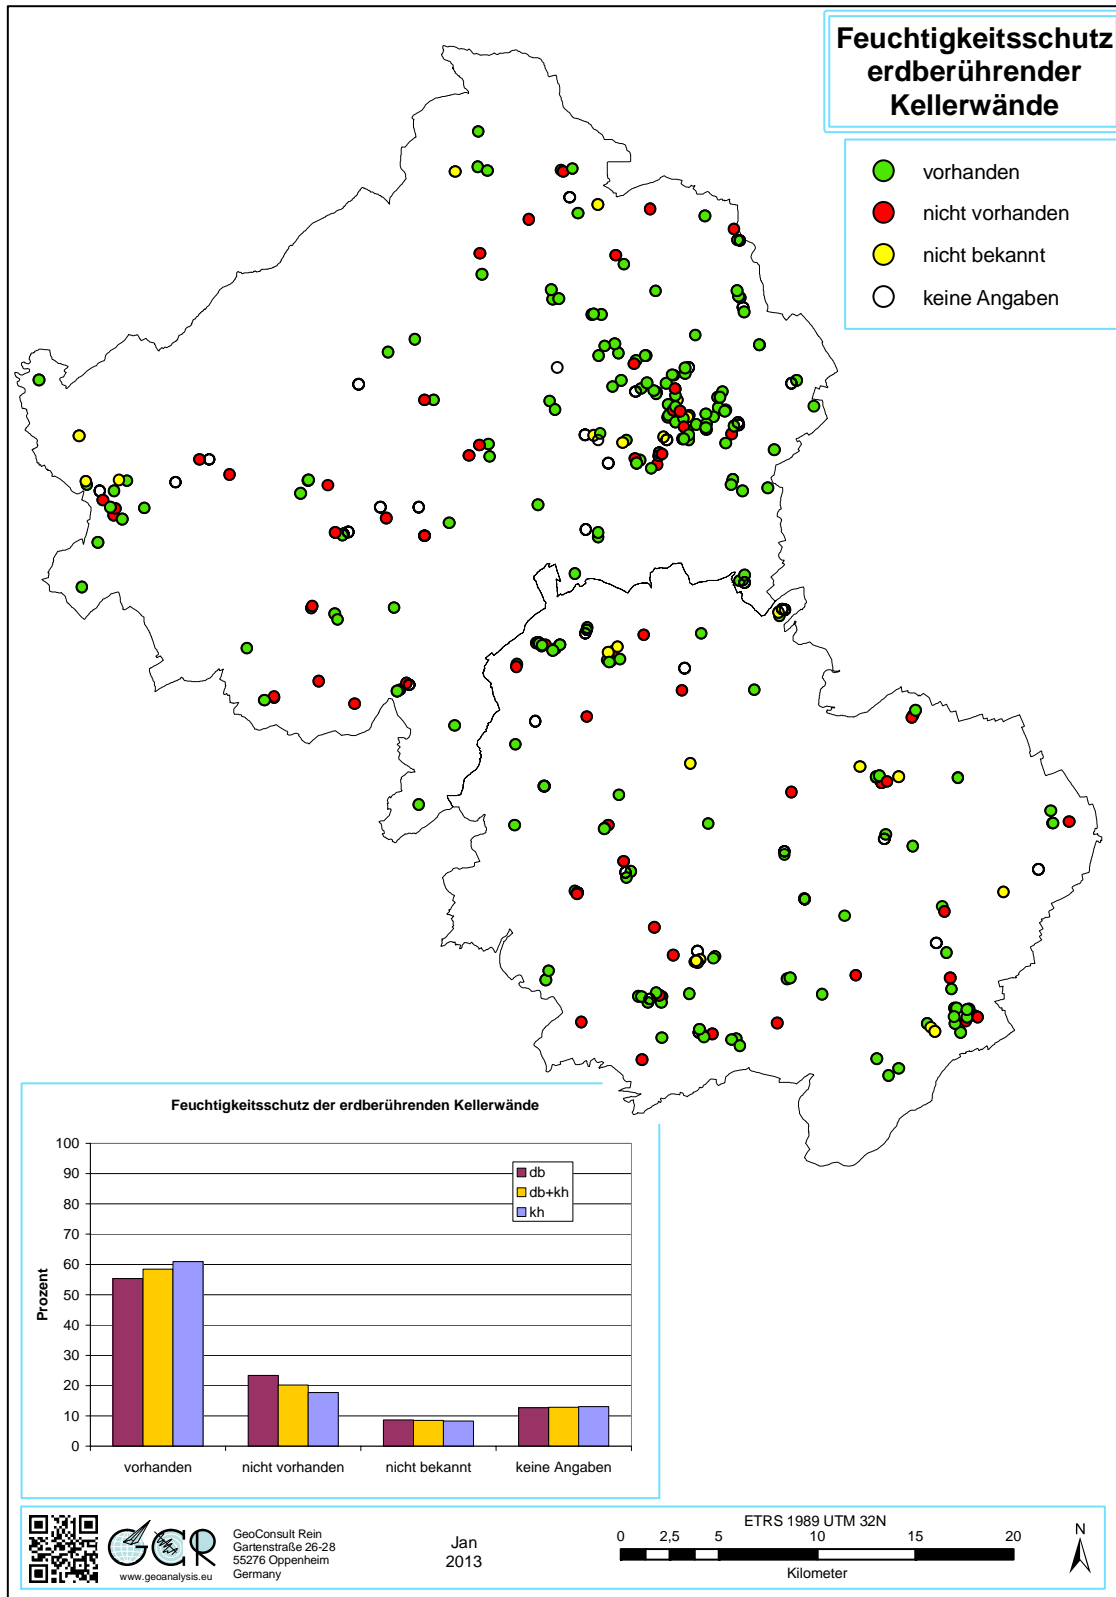 Feuchtigkeitsschutz
erdberührender
Kellerwände
vorhanden
nicht vorhanden
nicht bekannt
keine Angaben
Feuchtigkeitsschutz der erdberührenden Kellerwände
100
90
80
70
60
50
40
30
20
10
0
Prozent
db
db+kh
kh
vorhanden
nicht vorhanden
nicht bekannt
keine Angaben
GCR
www.geoanalysis.eu
GeoConsult Rein
Gartenstraße 26-28
55276 Oppenheim
Germany
Jan
2013
ETRS 1989 UTM 32N
0 2,5 5 10 15 20
Kilometer
N